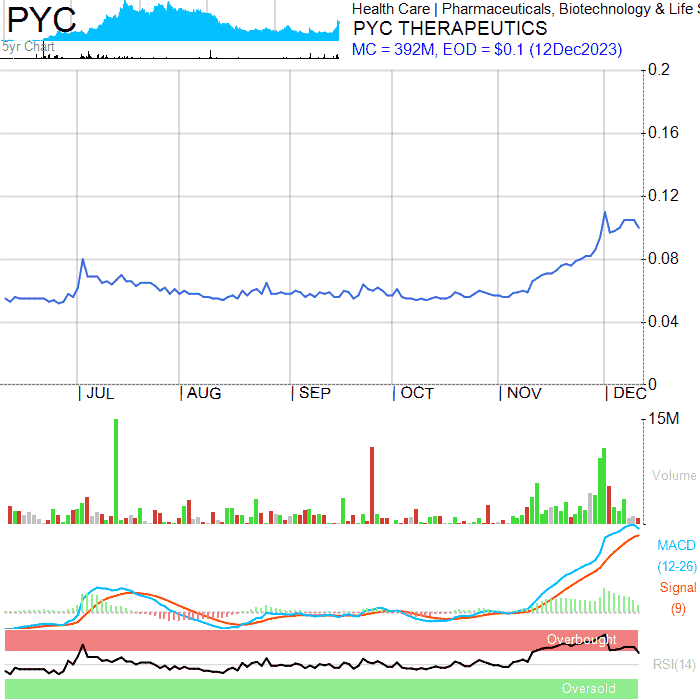 PYC
5yr Chart
Health Care | Pharmaceuticals, Biotechnology & Life S
PYC THERAPEUTICS
MC = 392M, EOD = $0.1 (12Dec2023)
0.2
0.16
0.12
0.08
0.04
0
| JUL | AUG | SEP | OCT | NOV | DEC
15M
Volume
MACD
(12-26)
Signal
(9)
Overbought
RSI(14)
Oversold